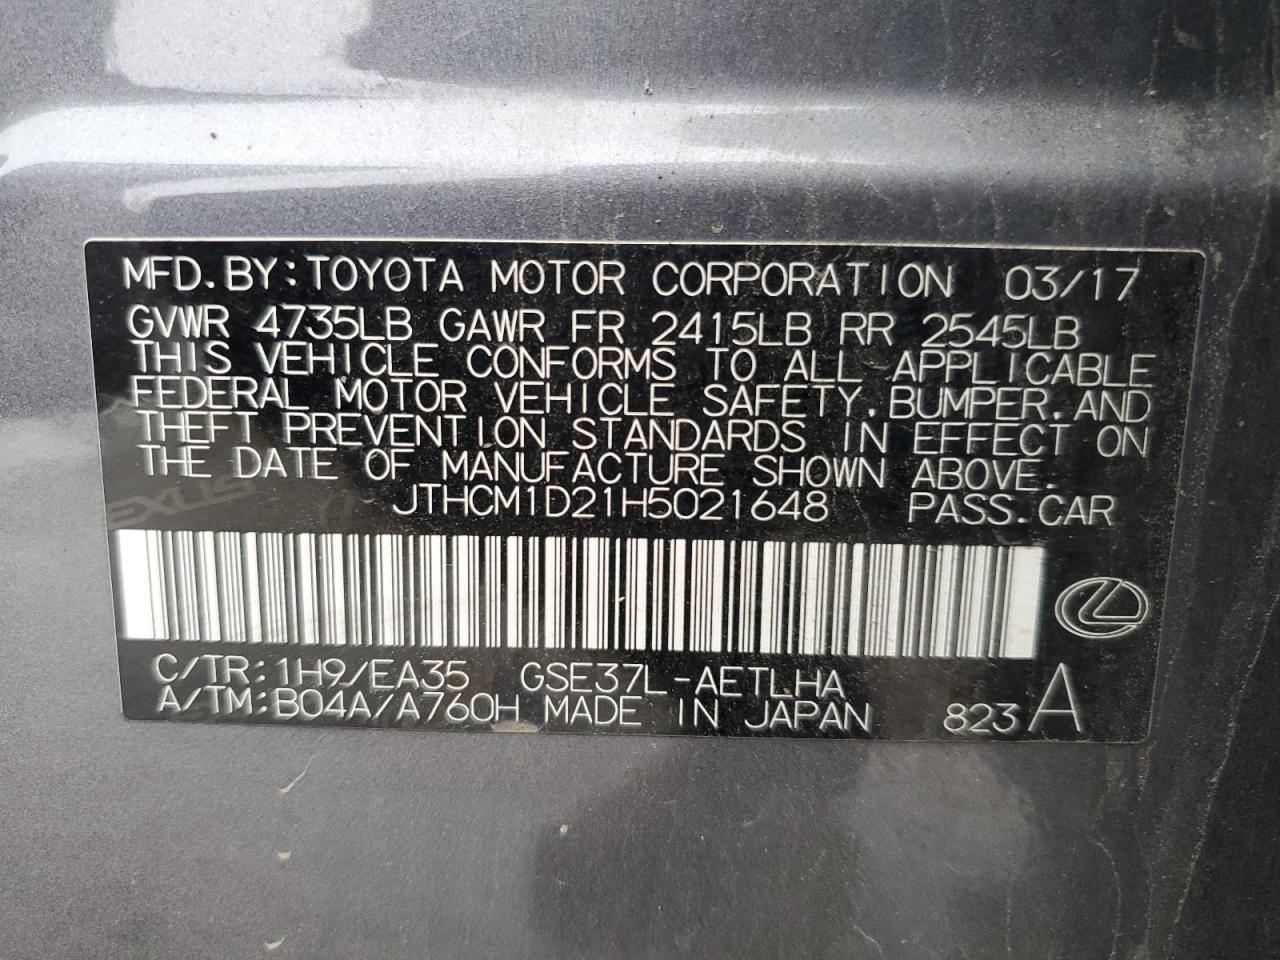 MFD.BY:TOYOTA MOTOR CORPORATION 03/17
GVWR 4735LB GAWR FR 2415LB RR 2545LB
THIS VEHICLE CONFORMS TO ALL APPLICABLE
FEDERAL MOTOR VEHICLE SAFETY,BUMPER,AND
THEFT PREVENTION STANDARDS IN EFFECT ON
THE DATE OF MANUFACTURE SHOWN ABOVE.
JTHCM1D21H5021648 PASS.CAR
C/TR:1H9/EA35 GSE37L-AETLHA
A/TM:B04A/A760H MADE IN JAPAN 823 A